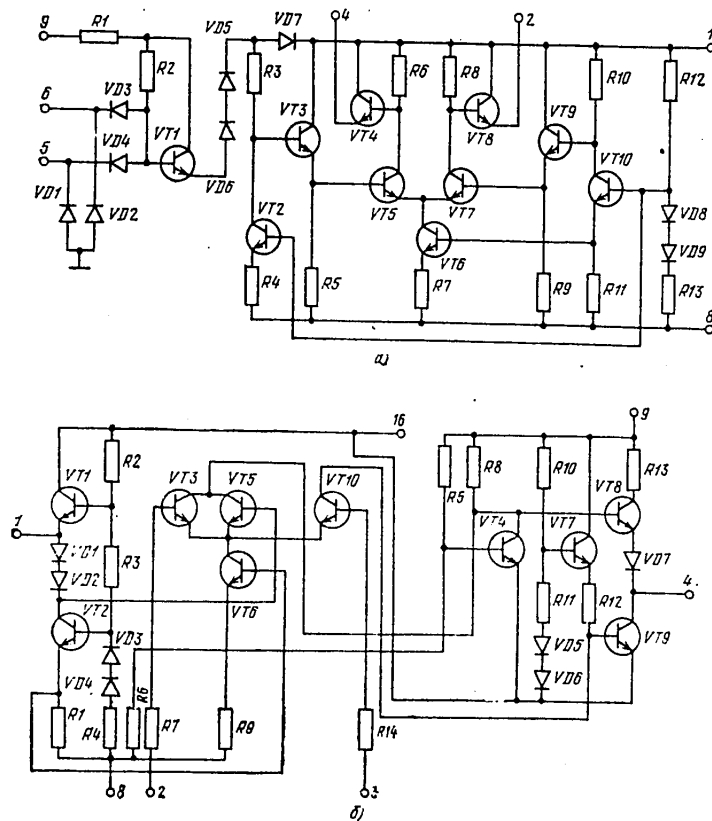 9 R1 VD5 VD7 4 2 1
R2 R3 R6 R8 R10 R12
6 VD3 VT3 VT9
VT1 VT4 VT8 VT10
5 VD4 VD6
VD1 VD2 VT2 VT5 VT7 VD8
VT6 VD9
R4 R5 R7 R9 R11 R13
8
а)
16 9
R2 VT3 VT5 VT10 R5 R8 R10 R13
VT1 VT8
1 VT4 VT7
VD1 R3 VD7
VD2 4
VT2 VT6 R11 R12
VD3 VD5 VT9
VD4 VD6
R1 R4 R6 R7 R9 R14
8 2 3
б)